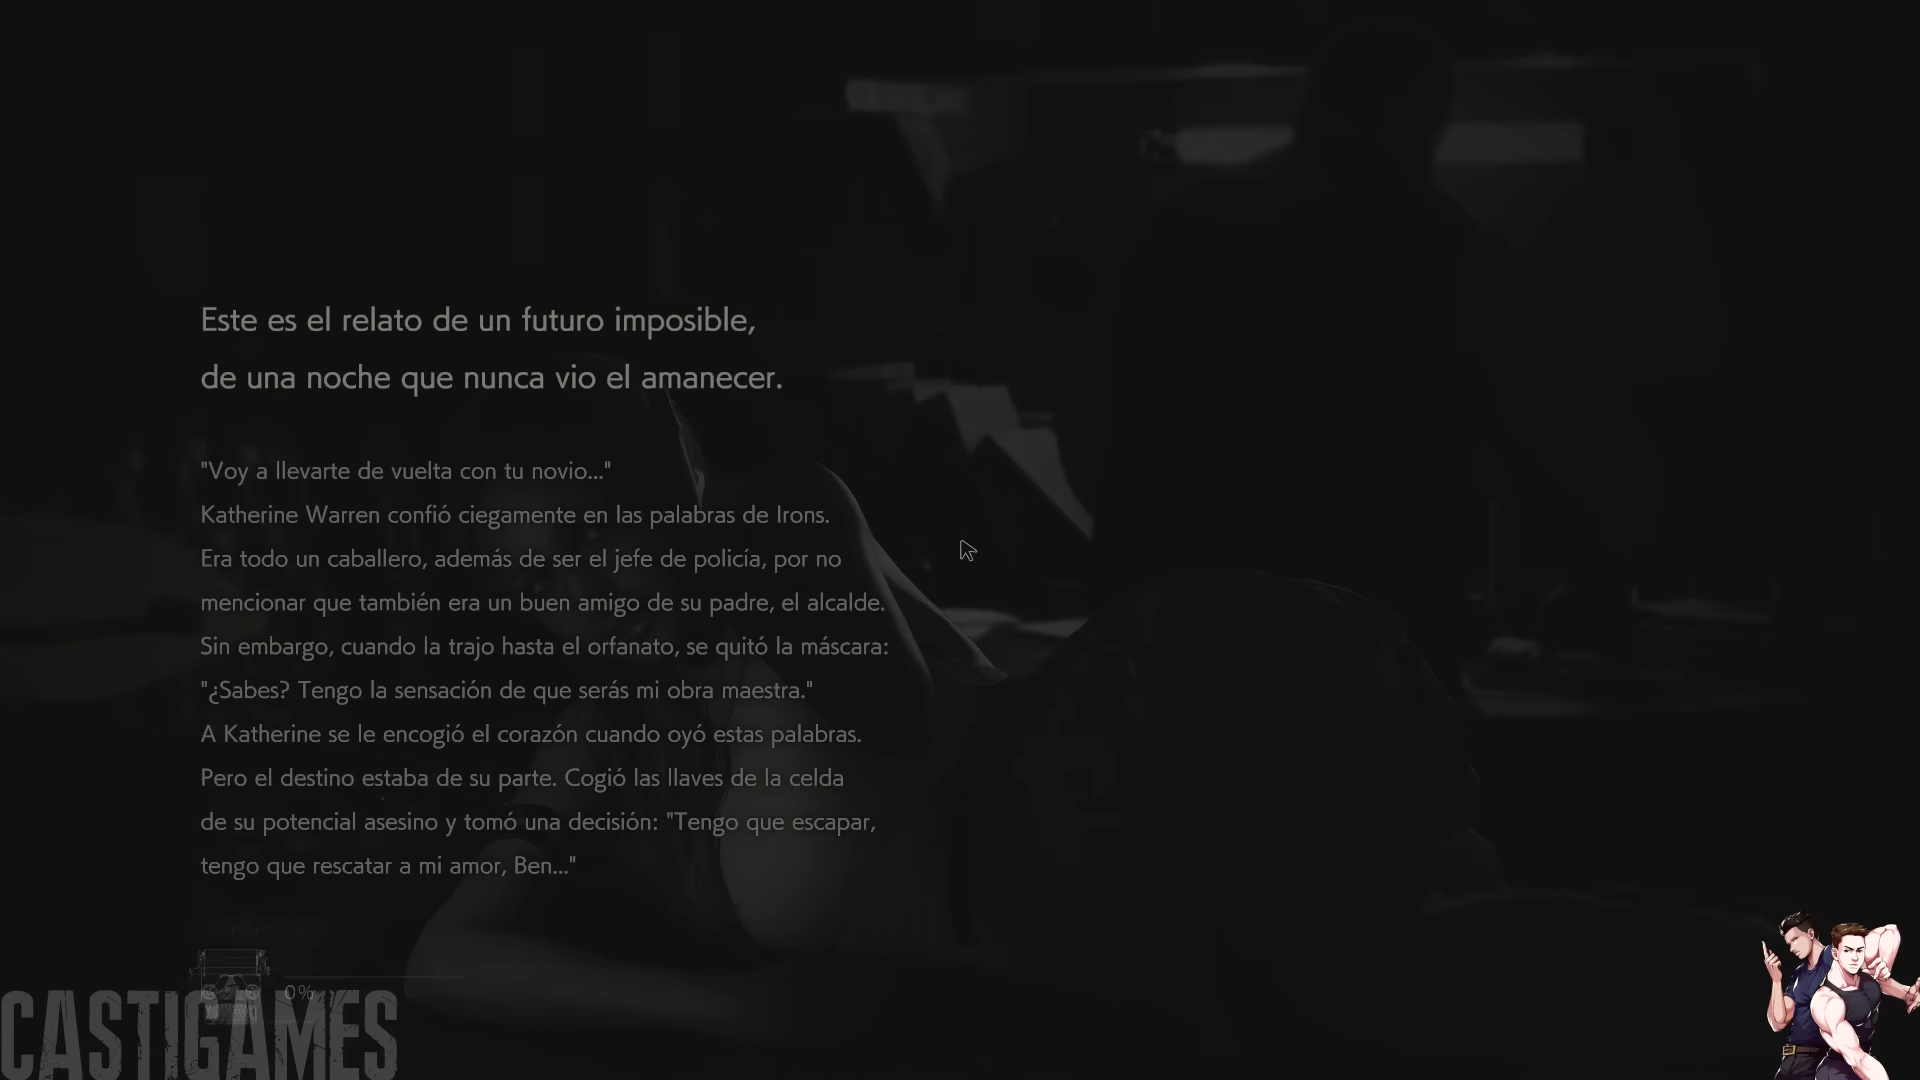 Este es el relato de un futuro imposible,
de una noche que nunca vio el amanecer.
"Voy a llevarte de vuelta con tu novio..."
Katherine Warren confió ciegamente en las palabras de Irons.
Era todo un caballero, además de ser el jefe de policía, por no
mencionar que también era un buen amigo de su padre, el alcalde.
Sin embargo, cuando la trajo hasta el orfanato, se quitó la máscara:
"¿Sabes? Tengo la sensación de que serás mi obra maestra."
A Katherine se le encogió el corazón cuando oyó estas palabras.
Pero el destino estaba de su parte. Cogió las llaves de la celda
de su potencial asesino y tomó una decisión: "Tengo que escapar,
tengo que rescatar a mi amor, Ben..."
0%
CASTIGAMES